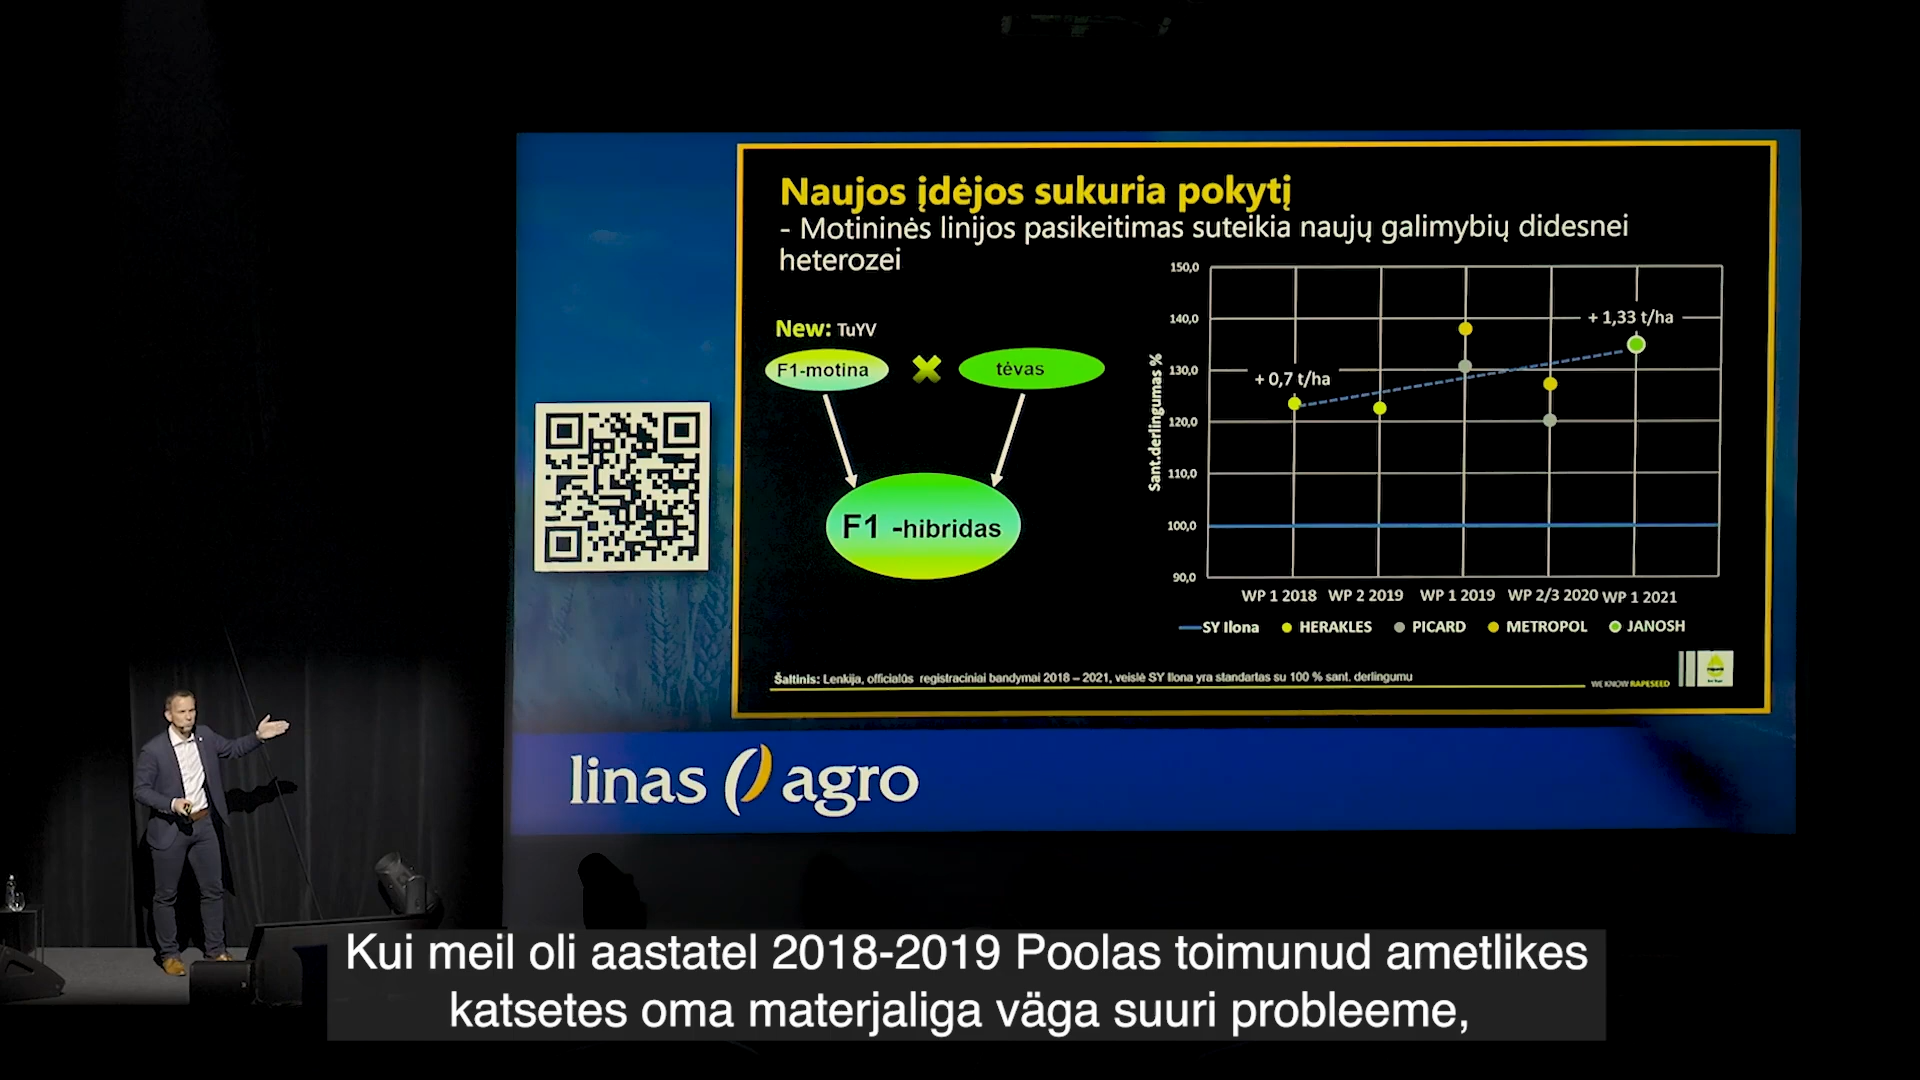 Naujos įdėjos sukuria pokytį
- Motininės linijos pasikeitimas suteikia naujų galimybių didesnei
heterozei
New: TuYV
F1-motina
tėvas
F1 -hibridas
Sant.derlingumas %
150,0
140,0
130,0
120,0
110,0
100,0
90,0
+ 0,7 t/ha
+ 1,33 t/ha
WP 1 2018 WP 2 2019 WP 1 2019 WP 2/3 2020 WP 1 2021
SY Ilona HERAKLES PICARD METROPOL JANOSH
Šaltinis: Lenkija, officialūs registraciniai bandymai 2018 – 2021, veislė SY Ilona yra standartas su 100 % sant. derlingumu
WE KNOW RAPESEED
linas agro
Kui meil oli aastatel 2018-2019 Poolas toimunud ametlikes
katsetes oma materjaliga väga suuri probleeme,